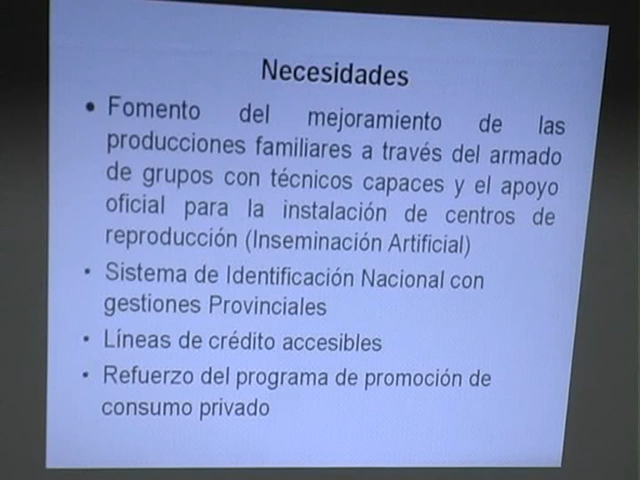 Necesidades
• Fomento del mejoramiento de las
producciones familiares a través del armado
de grupos con técnicos capaces y el apoyo
oficial para la instalación de centros de
reproducción (Inseminación Artificial)
• Sistema de Identificación Nacional con
gestiones Provinciales
• Líneas de crédito accesibles
• Refuerzo del programa de promoción de
consumo privado